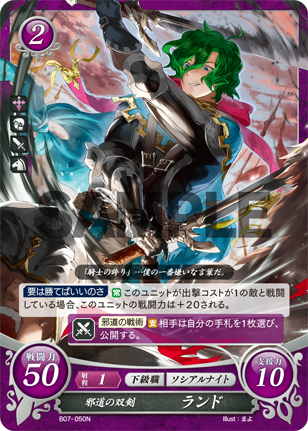 2
SAMPLE
「騎士の誇り」…僕の一番嫌いな言葉だ。
要は勝てばいいのさ 常 このユニットが出撃コストが1の敵と戦闘
している場合、このユニットの戦闘力は+20される。
邪道の戦術 支 相手は自分の手札を1枚選び、
公開する。
戦闘力
50
射程 1 下級職 ソシアルナイト
支援力
10
邪道の双剣 ランド
B07-050N
Illust:まよ